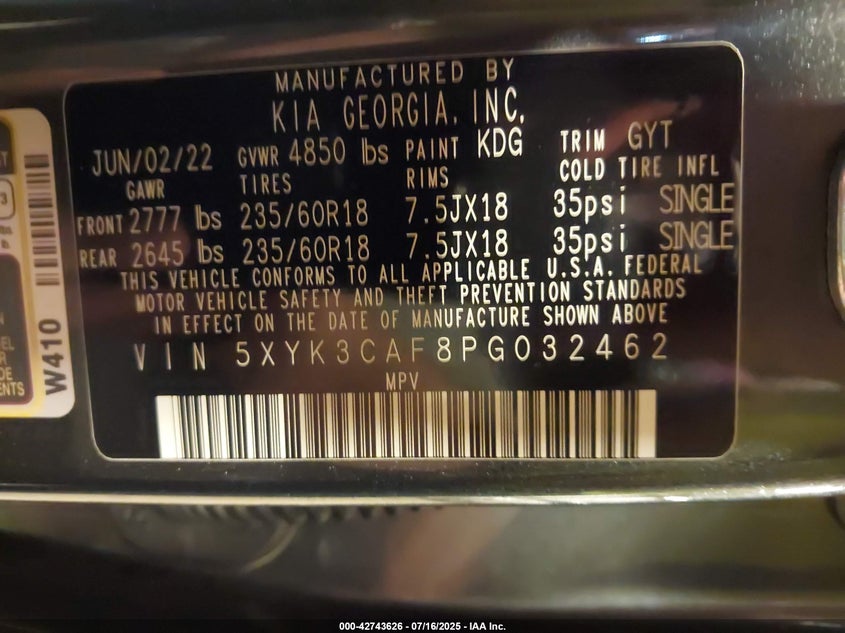 MANUFACTURED BY
KIA GEORGIA, INC.
JUN/02/22 GVWR 4850 lbs PAINT KDG TRIM GYT
GAWR TIRES RIMS COLD TIRE INFL
FRONT 2777 lbs 235/60R18 7.5JX18 35psi SINGLE
REAR 2645 lbs 235/60R18 7.5JX18 35psi SINGLE
THIS VEHICLE CONFORMS TO ALL APPLICABLE U.S.A. FEDERAL
MOTOR VEHICLE SAFETY AND THEFT PREVENTION STANDARDS
IN EFFECT ON THE DATE OF MANUFACTURE SHOWN ABOVE
VIN 5XYK3CAF8PG032462
MPV
W410
000-42743626 - 07/16/2025 - IAA Inc.